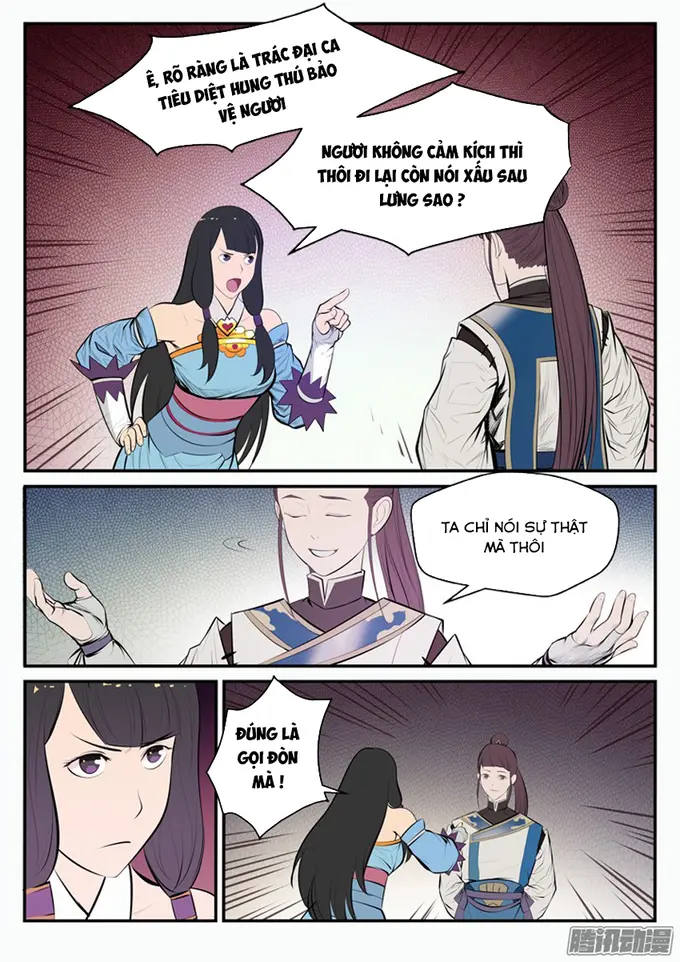 Ê, RÕ RÀNG LÀ TRÁC ĐẠI CA
TIÊU DIỆT HUNG THÚ BẢO
VỆ NGƯƠI
NGƯƠI KHÔNG CẢM KÍCH THÌ
THÔI ĐI LẠI CÒN NÓI XẤU SAU
LƯNG SAO ?
TA CHỈ NÓI SỰ THẬT
MÀ THÔI
ĐÚNG LÀ
GỌI ĐÒN
MÀ !
腾讯动漫